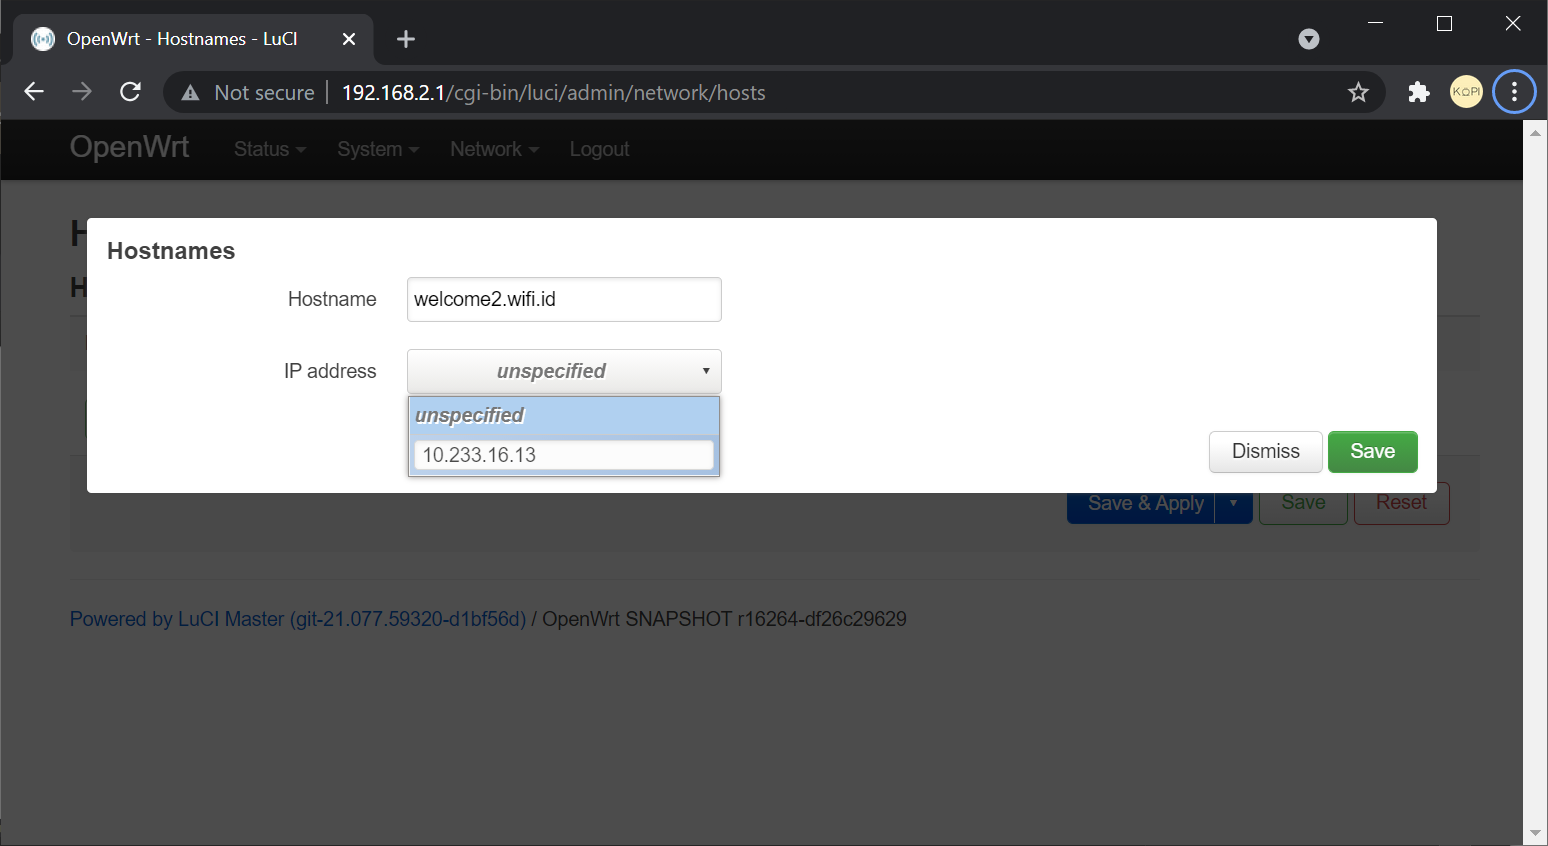 OpenWrt - Hostnames - LuCI
Not secure 192.168.2.1/cgi-bin/luci/admin/network/hosts
KOPI
OpenWrt Status System Network Logout
H
Hostnames
H
Hostname welcome2.wifi.id
IP address unspecified
unspecified
10.233.16.13
Dismiss Save
Save & Apply Save Reset
Powered by LuCI Master (git-21.077.59320-d1bf56d) / OpenWrt SNAPSHOT r16264-df26c29629